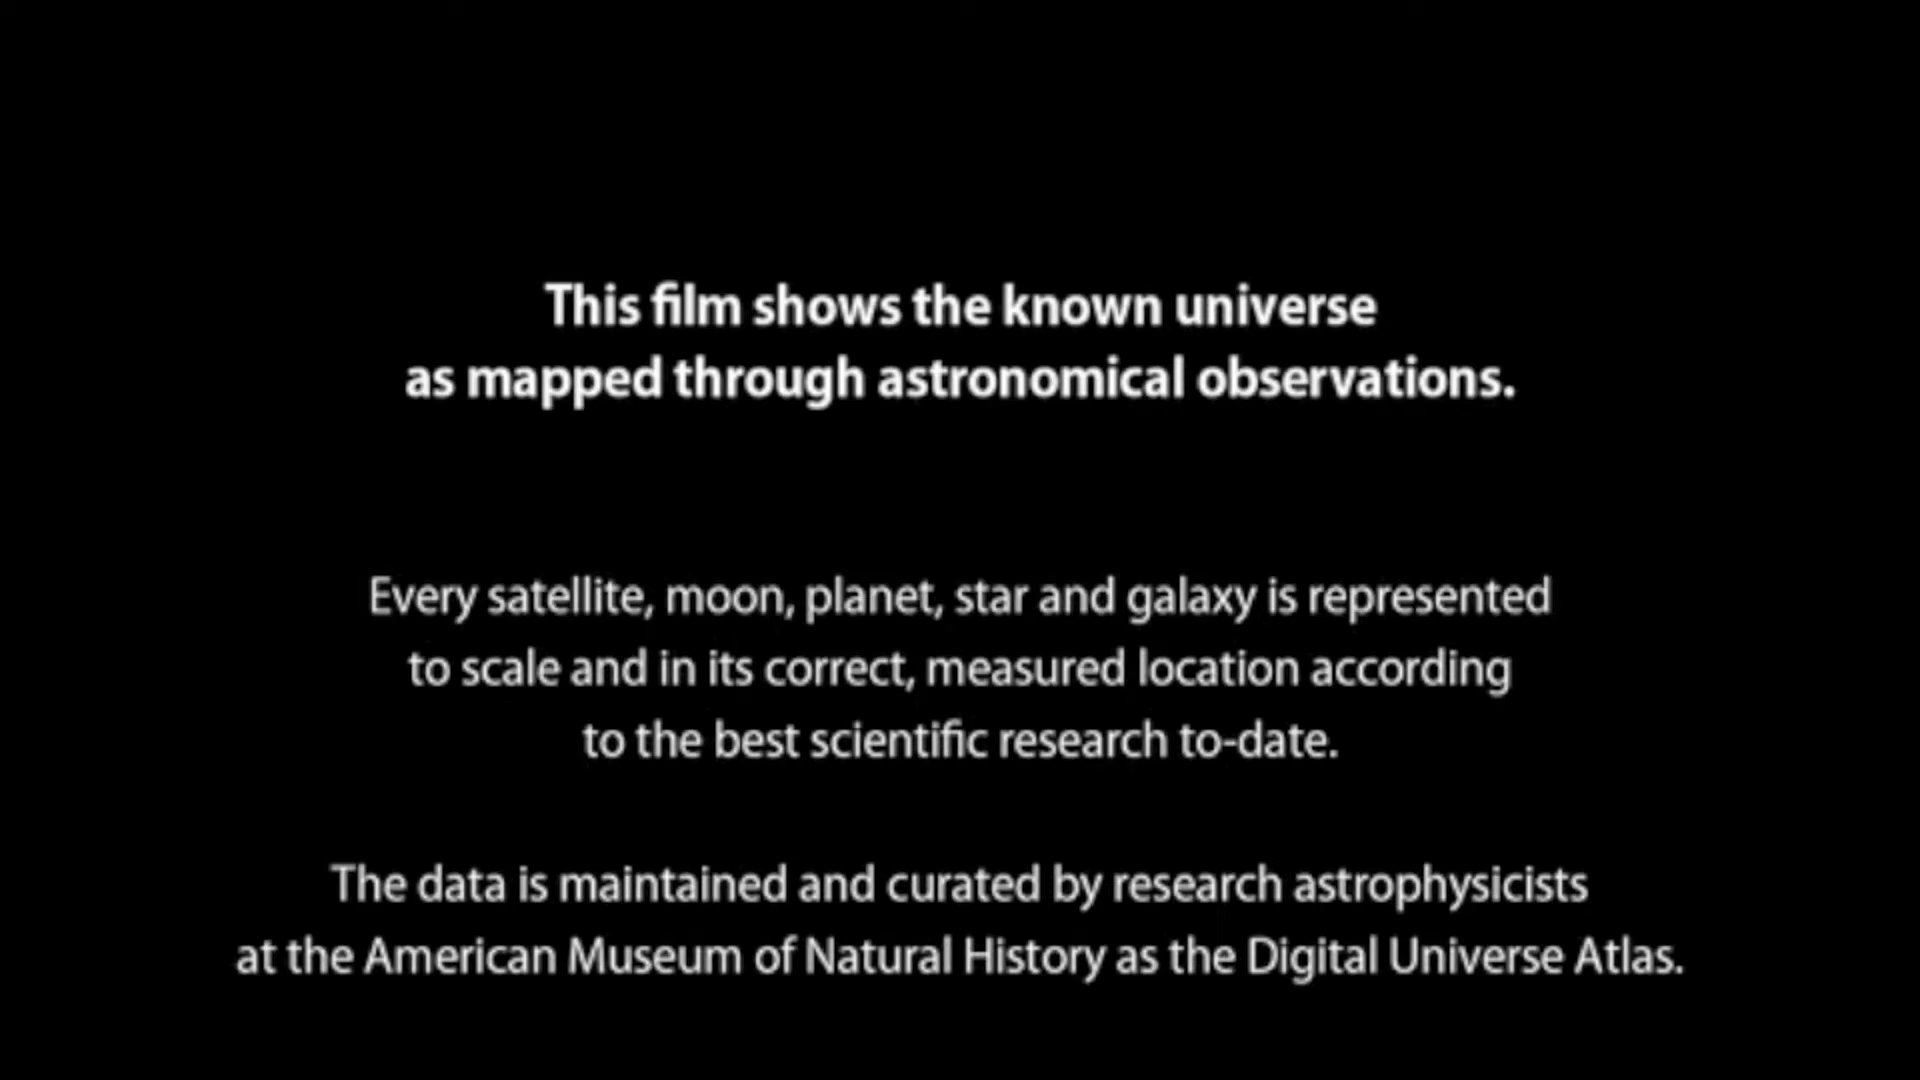 This film shows the known universe
as mapped through astronomical observations.
Every satellite, moon, planet, star and galaxy is represented
to scale and in its correct, measured location according
to the best scientific research to-date.
The data is maintained and curated by research astrophysicists
at the American Museum of Natural History as the Digital Universe Atlas.